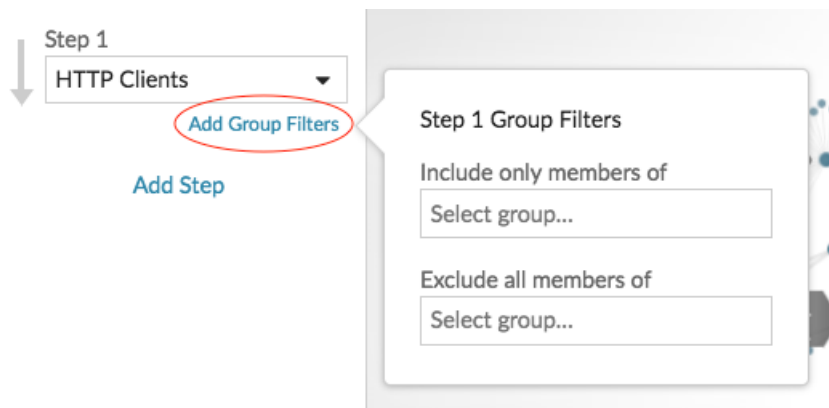 Step 1
HTTP Clients
Add Group Filters
Add Step
Step 1 Group Filters
Include only members of
Select group...
Exclude all members of
Select group...